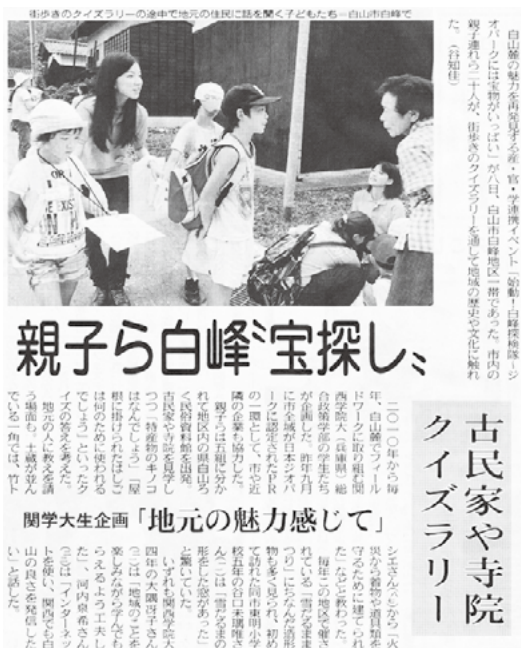 街歩きのクイズラリーの途中で地元の住民に話を聞く子どもたち=白山市白峰で
白山麓の魅力を再発見する産・官・学連携イベント「始動!白峰探検隊ージ
オパークには宝物がいっぱい」が八日、白山市白峰地区一帯であった。市内の
親子連れら二十人が、街歩きのクイズラリーを通して地域の歴史や文化に触れ
た。(谷知佳)
親子ら白峰〝宝探し〟
古民家や寺院
クイズラリー
関学大生企画「地元の魅力感じて」
二〇一〇年から毎
年、白山麓でフィール
ドワークに取り組む関
西学院大(兵庫県)総
合政策学部の学生たち
が企画した。昨年九月
に市全域が日本ジオパ
ークに認定されたPR
の一環として、市や近
隣の企業も協力した。
親子らは五班に分か
れて地区内の県白山ろ
く民俗資料館を出発。
古民家や寺院を見学し
つつ「特産物のキノコ
はなんでしょう」「屋
根に掛けられたはしご
は何のために使われる
でしょう」といったク
イズの答えを考えた。
地元の人に教えを請
う場面も。土蔵が並ん
でいる一角では、竹下
から「火
災から着物や道具類を
守るために建てられ
た」などと教わった。
毎年この地区で催さ
れている「雪だるまま
つり」にちなんだ造形
物も多く見られ、初め
て訪れた同市東明小学
校五年の谷口未璃唯さ
ん は「雪だるまの
形をした窓があった」
と驚いていた。
いずれも関西学院大
四年の大隅冴子さん
は「地域のことを
楽しみながら学んでも
らえるよう工夫し
た」、河内京希さん
は「インターネッ
トを使い、関西でも白
山の良さを発信した
い」と話した。